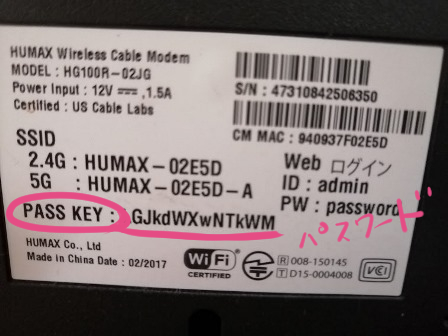 HUMAX Wireless Cable Modem
MODEL : HG100R-02JG
Power Input : 12V ⎓ ,1.5A
Certified : US Cable Labs
S/N : 47310842506350
CM MAC : 940937F02E5D
SSID
2.4G : HUMAX-02E5D
5G : HUMAX-02E5D-A
PASS KEY : GJkdWXwNTkWM
Web ログイン
ID : admin
PW : password
パスワード
HUMAX Co., Ltd
Made in China Date : 02/2017
Wi Fi
CERTIFIED
R 008-150145
T D15-0004008
VCCI